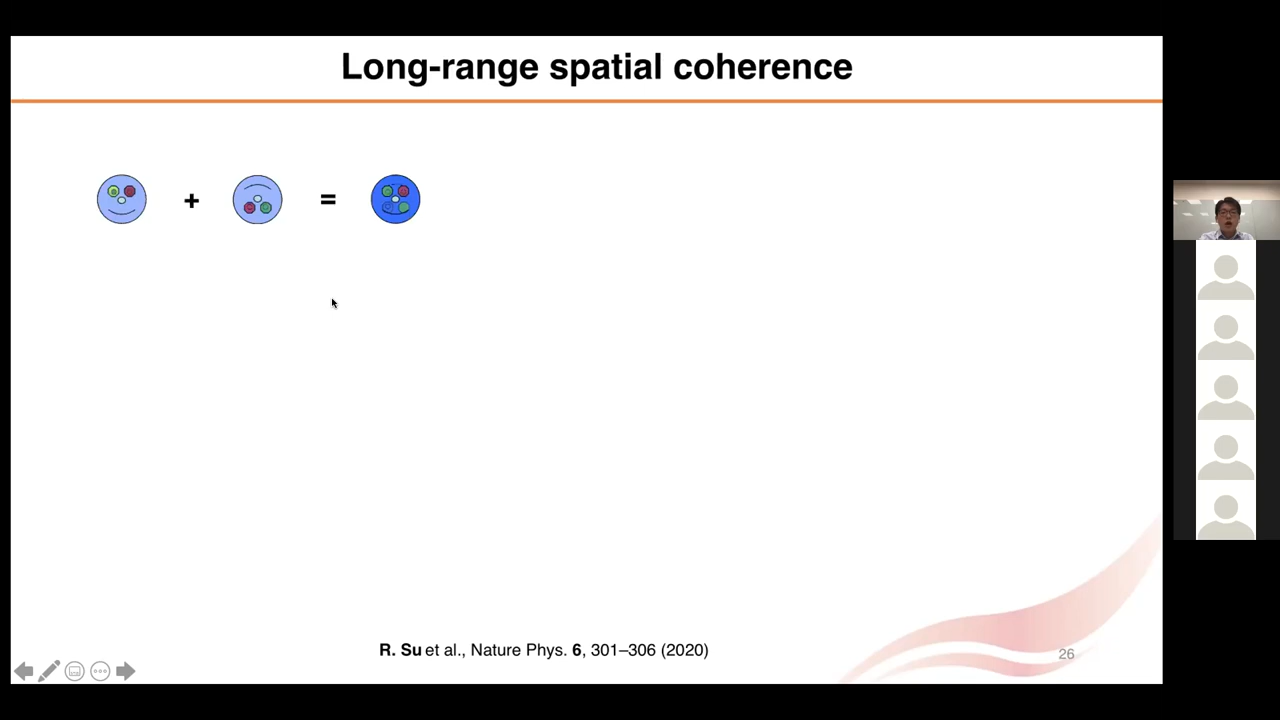 Long-range spatial coherence
+ =
R. Su et al., Nature Phys. 6, 301–306 (2020)
26